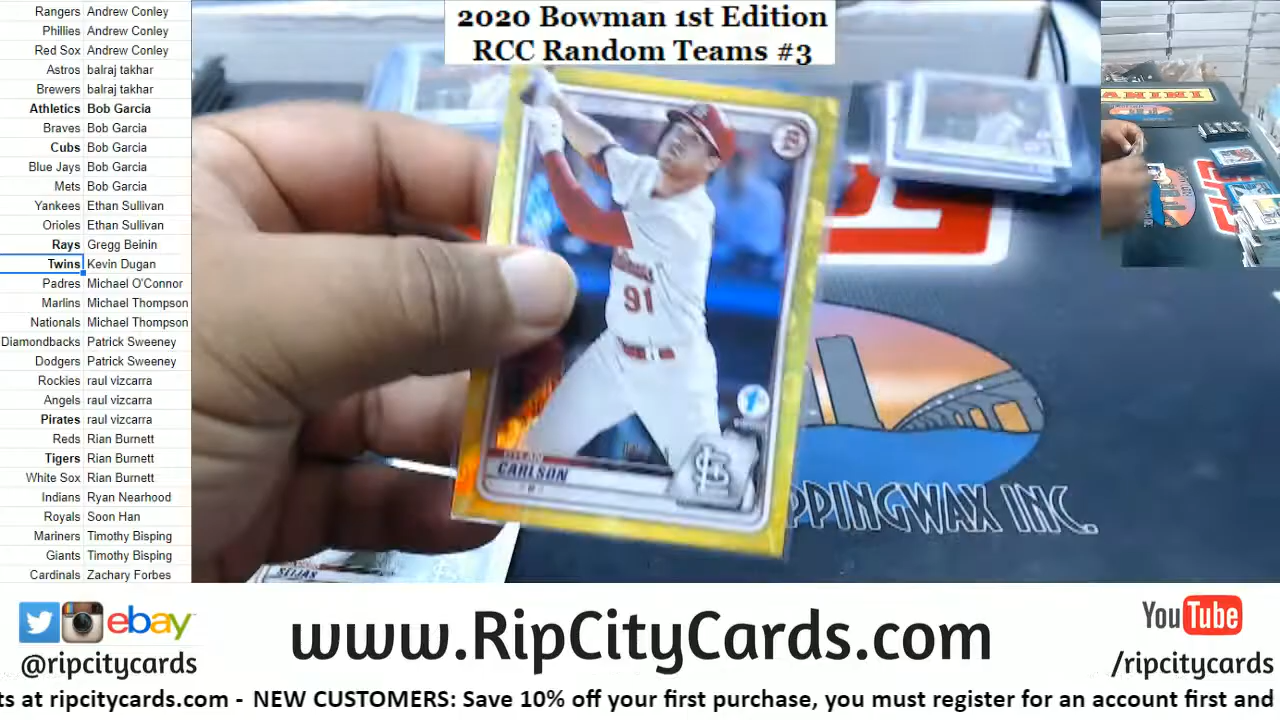 2020 Bowman 1st Edition
RCC Random Teams #3
Rangers Andrew Conley
Phillies Andrew Conley
Red Sox Andrew Conley
Astros balraj takhar
Brewers balraj takhar
Athletics Bob Garcia
Braves Bob Garcia
Cubs Bob Garcia
Blue Jays Bob Garcia
Mets Bob Garcia
Yankees Ethan Sullivan
Orioles Ethan Sullivan
Rays Gregg Beinin
Twins Kevin Dugan
Padres Michael O'Connor
Marlins Michael Thompson
Nationals Michael Thompson
Diamondbacks Patrick Sweeney
Dodgers Patrick Sweeney
Rockies raul vizcarra
Angels raul vizcarra
Pirates raul vizcarra
Reds Rian Burnett
Tigers Rian Burnett
White Sox Rian Burnett
Indians Ryan Nearhood
Royals Soon Han
Mariners Timothy Bisping
Giants Timothy Bisping
Cardinals Zachary Forbes
91
CARLSON
STL
SEIJAS
PPINGWAX INC.
PANINI
ebay
@ripcitycards
www.RipCityCards.com
YouTube
/ripcitycards
ts at ripcitycards.com - NEW CUSTOMERS: Save 10% off your first purchase, you must register for an account first and